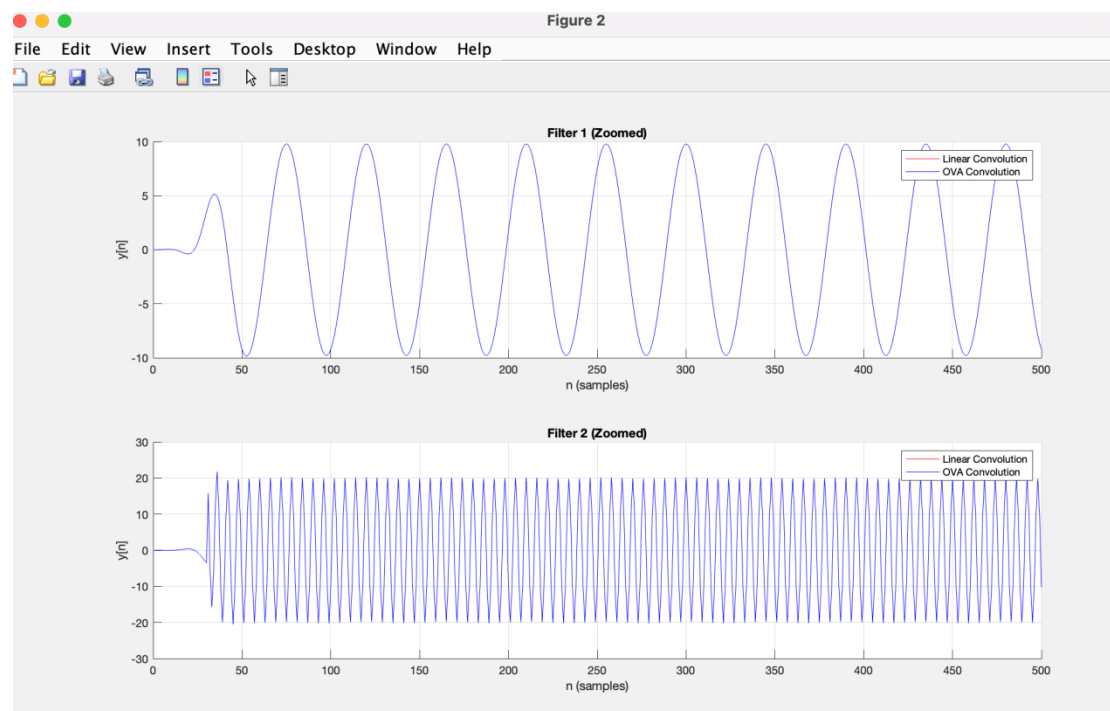 Figure 2
File Edit View Insert Tools Desktop Window Help
Filter 1 (Zoomed)
Linear Convolution
OVA Convolution
10
5
0
-5
-10
y[n]
0 50 100 150 200 250 300 350 400 450 500
n (samples)
Filter 2 (Zoomed)
Linear Convolution
OVA Convolution
30
20
10
0
-10
-20
-30
y[n]
0 50 100 150 200 250 300 350 400 450 500
n (samples)